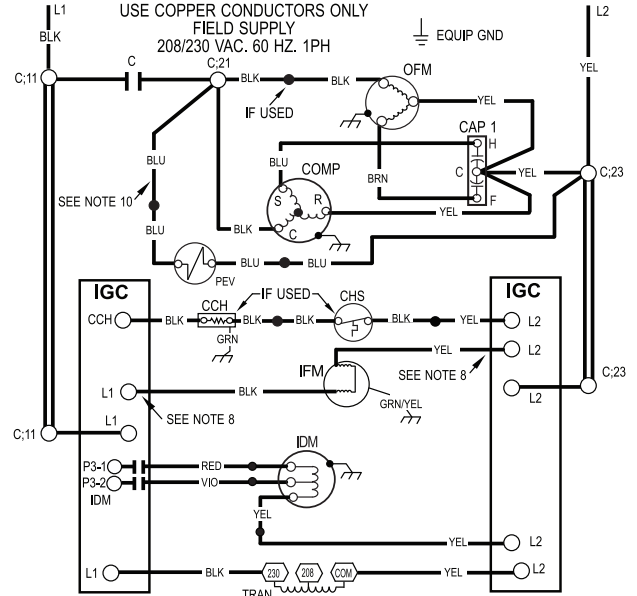 L1
USE COPPER CONDUCTORS ONLY
FIELD SUPPLY
208/230 VAC. 60 HZ. 1PH
L2
BLK
EQUIP GND
C
C;11
C;21
BLK
BLK
OFM
YEL
IF USED
YEL
CAP 1
H
BLU
BLU
COMP
BRN
C
YEL
C;23
SEE NOTE 10
S
R
F
YEL
BLU
BLK
C
BLU
BLU
PEV
IGC
IGC
IF USED
CCH
CCH
BLK
BLK
BLK
CHS
BLK
YEL
L2
GRN
YEL
L2
IFM
SEE NOTE 8
C;23
L1
BLK
GRN/YEL
L2
SEE NOTE 8
L1
C;11
IDM
P3-1
RED
P3-2
VIO
IDM
YEL
YEL
L2
L1
BLK
230
208
COM
YEL
L2
TRAN